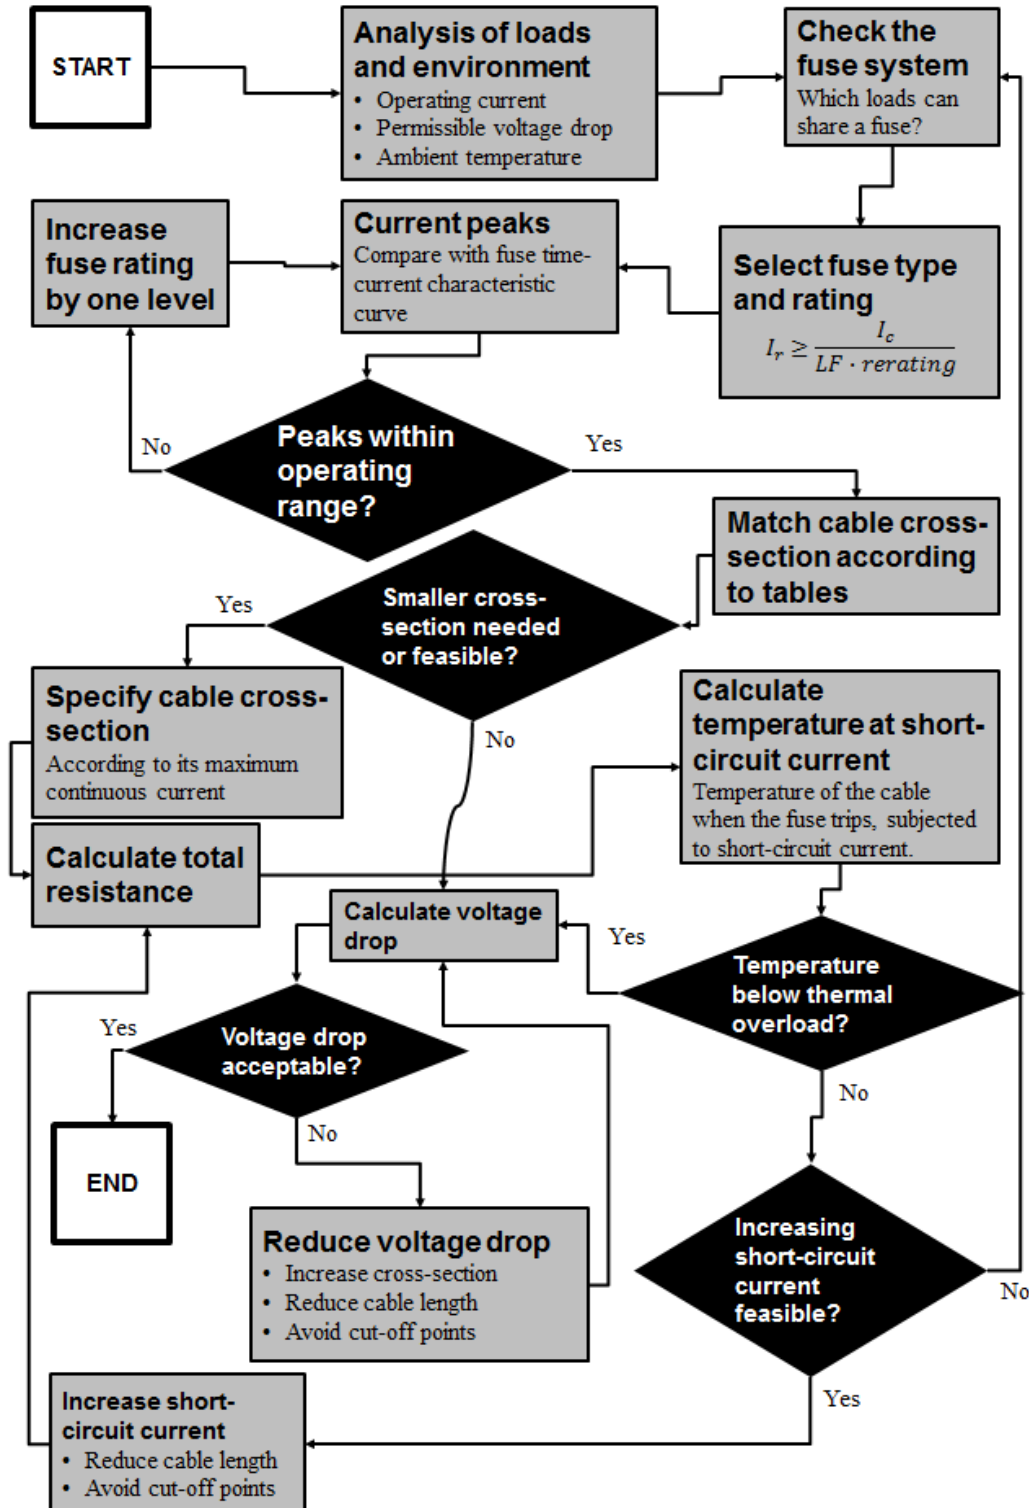 START
Analysis of loads
and environment
• Operating current
• Permissible voltage drop
• Ambient temperature
Check the
fuse system
Which loads can
share a fuse?
Increase
fuse rating
by one level
Current peaks
Compare with fuse time-
current characteristic
curve
Select fuse type
and rating
I_r ≥ I_c / (LF · rerating)
No
Peaks within
operating
range?
Yes
Match cable cross-
section according
to tables
Yes
Smaller cross-
section needed
or feasible?
No
Specify cable cross-
section
According to its maximum
continuous current
Calculate
temperature at short-
circuit current
Temperature of the cable
when the fuse trips, subjected
to short-circuit current.
Calculate total
resistance
Calculate voltage
drop
Yes
Temperature
below thermal
overload?
No
Yes
Voltage drop
acceptable?
No
END
Reduce voltage drop
• Increase cross-section
• Reduce cable length
• Avoid cut-off points
Increasing
short-circuit
current
feasible?
No
Yes
Increase short-
circuit current
• Reduce cable length
• Avoid cut-off points